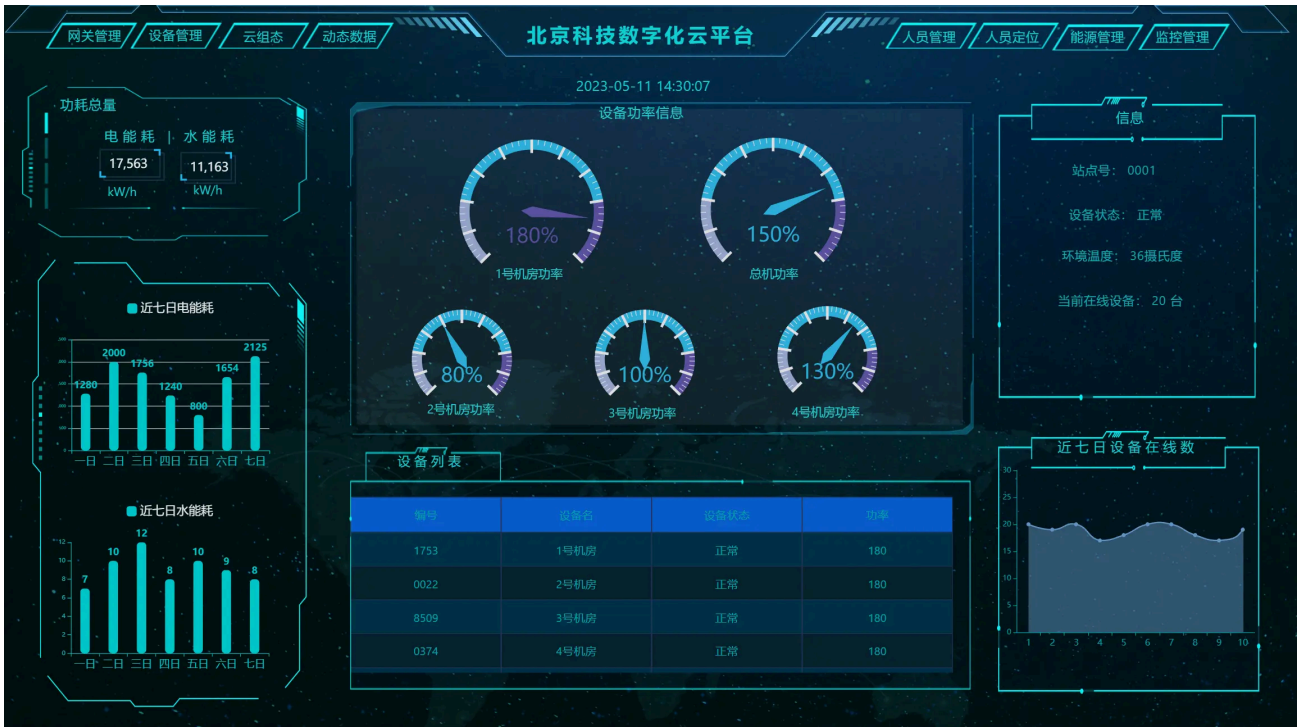 网关管理 设备管理 云组态 动态数据 北京科技数字化云平台 人员管理 人员定位 能源管理 监控管理
2023-05-11 14:30:07
功耗总量
电能耗 | 水能耗
17,563 11,163
kW/h kW/h
近七日电能耗
1280 2000 1756 1240 800 1654 2125
一日 二日 三日 四日 五日 六日 七日
近七日水能耗
12
10
8
6
4
2
0
7 10 12 8 10 9 8
一日 二日 三日 四日 五日 六日 七日
设备功率信息
180% 150%
1号机房功率 总机功率
80% 100% 130%
2号机房功率 3号机房功率 4号机房功率
设备列表
编号 设备名 设备状态 功率
1753 1号机房 正常 180
0022 2号机房 正常 180
8509 3号机房 正常 180
0374 4号机房 正常 180
信息
站点号： 0001
设备状态： 正常
环境温度： 36摄氏度
当前在线设备： 20 台
近七日设备在线数
30
25
20
15
10
5
0
1 2 3 4 5 6 7 8 9 10